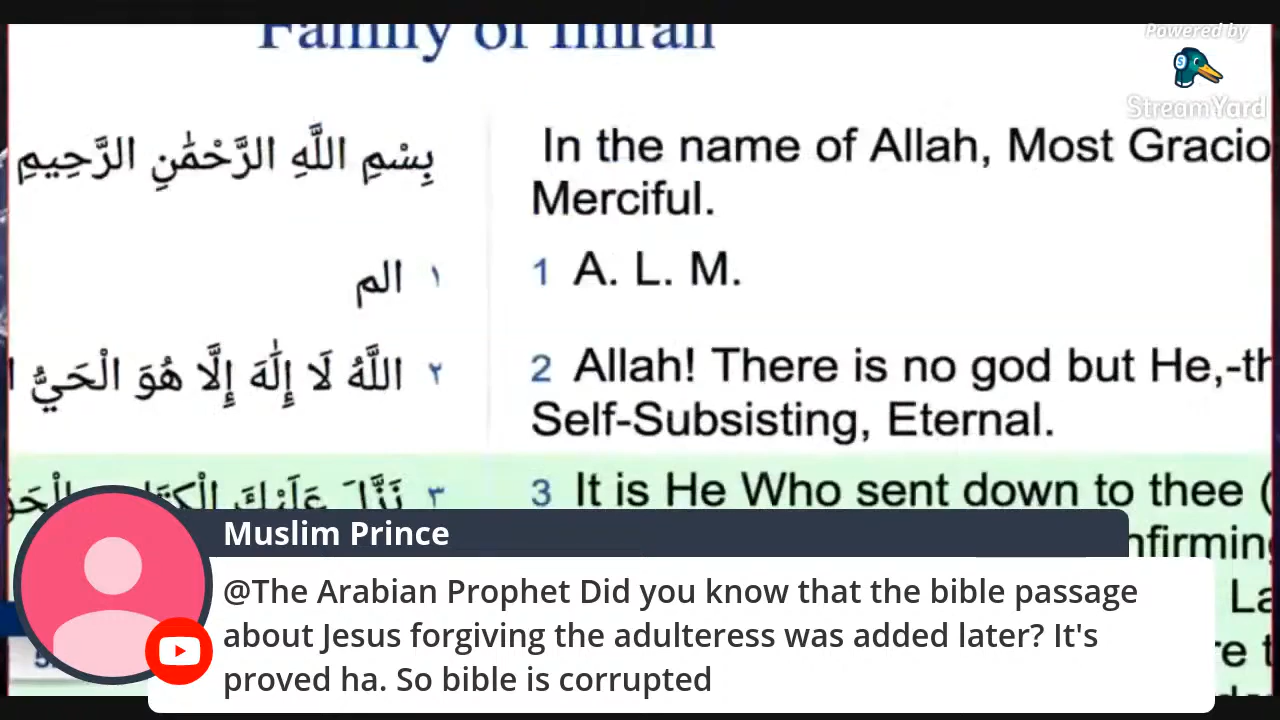 Family of Imran
Powered by
StreamYard
بِسْمِ اللَّهِ الرَّحْمَٰنِ الرَّحِيمِ
In the name of Allah, Most Gracio
Merciful.
١ الم
1 A. L. M.
٢ اللَّهُ لَا إِلَٰهَ إِلَّا هُوَ الْحَيُّ
2 Allah! There is no god but He,-th
Self-Subsisting, Eternal.
٣ نَزَّلَ عَلَيْكَ
3 It is He Who sent down to thee (
nfirming
Muslim Prince
@The Arabian Prophet Did you know that the bible passage
about Jesus forgiving the adulteress was added later? It's
proved ha. So bible is corrupted